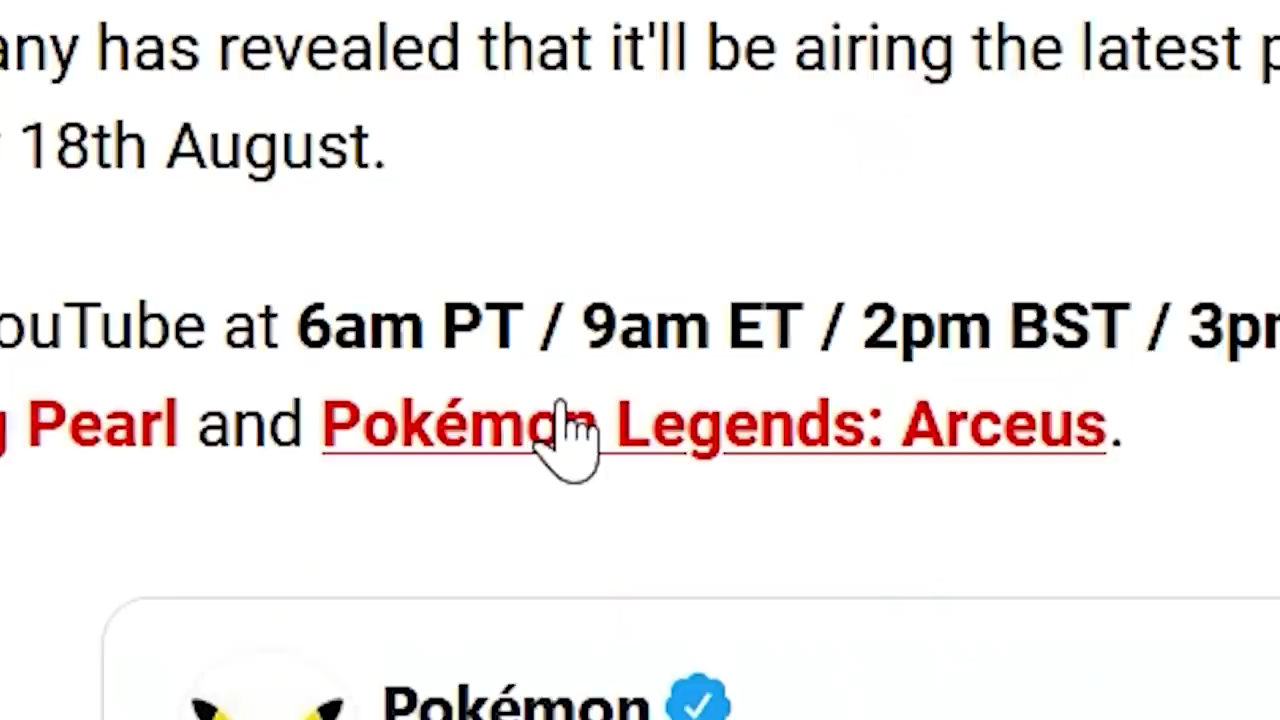 any has revealed that it'll be airing the latest p
18th August.
ouTube at 6am PT / 9am ET / 2pm BST / 3pm
g Pearl and Pokémon Legends: Arceus.
Pokémon